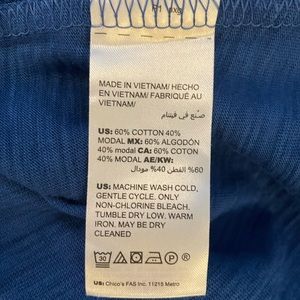 MADE IN VIETNAM/ HECHO
EN VIETNAM/ FABRIQUÉ AU
VIETNAM/
صنع في فيتنام
US: 60% COTTON 40%
MODAL MX: 60% ALGODÓN
40% modal CA: 60% COTON
40% MODAL AE/KW:
60% القطن 40% مودال
US: MACHINE WASH COLD,
GENTLE CYCLE. ONLY
NON-CHLORINE BLEACH.
TUMBLE DRY LOW. WARM
IRON. MAY BE DRY
CLEANED
30 P
US: Chico's FAS Inc. 11215 Metro